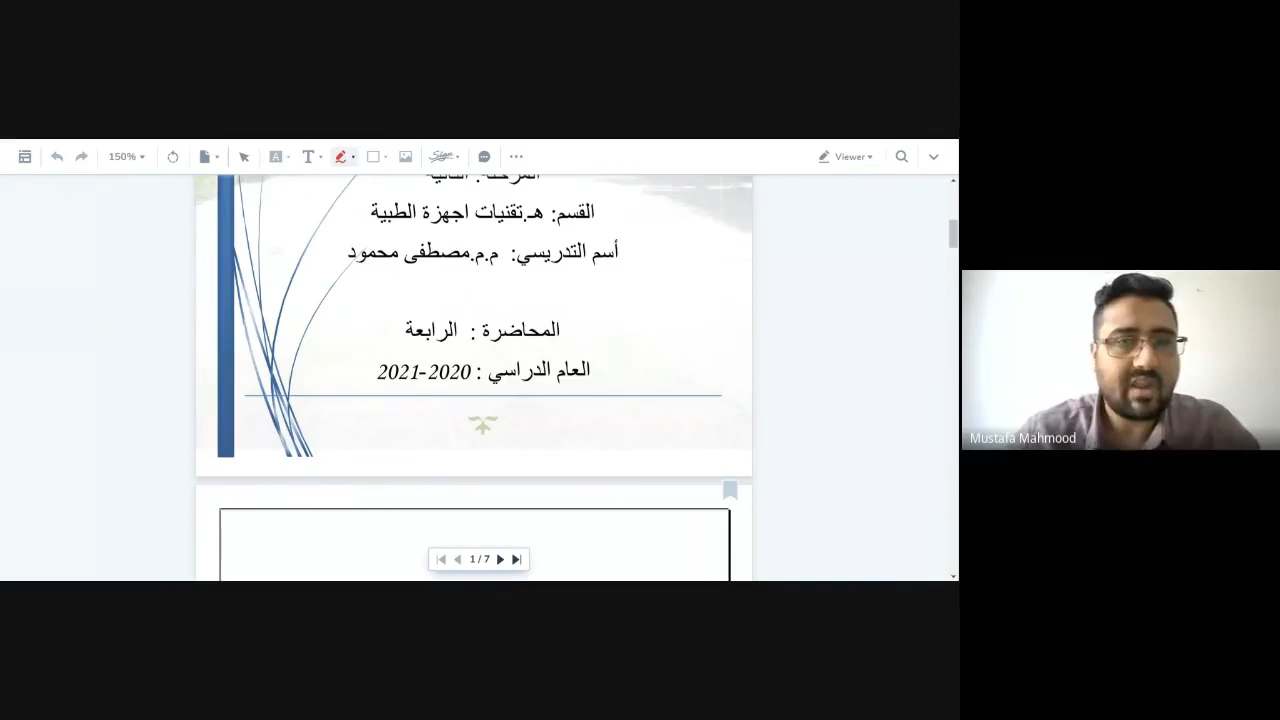 150%
A
T
Sign
Viewer
القسم: هـ.تقنيات اجهزة الطبية
أسم التدريسي: م.م.مصطفى محمود
المحاضرة : الرابعة
العام الدراسي : 2020-2021
1 / 7
Mustafa Mahmood